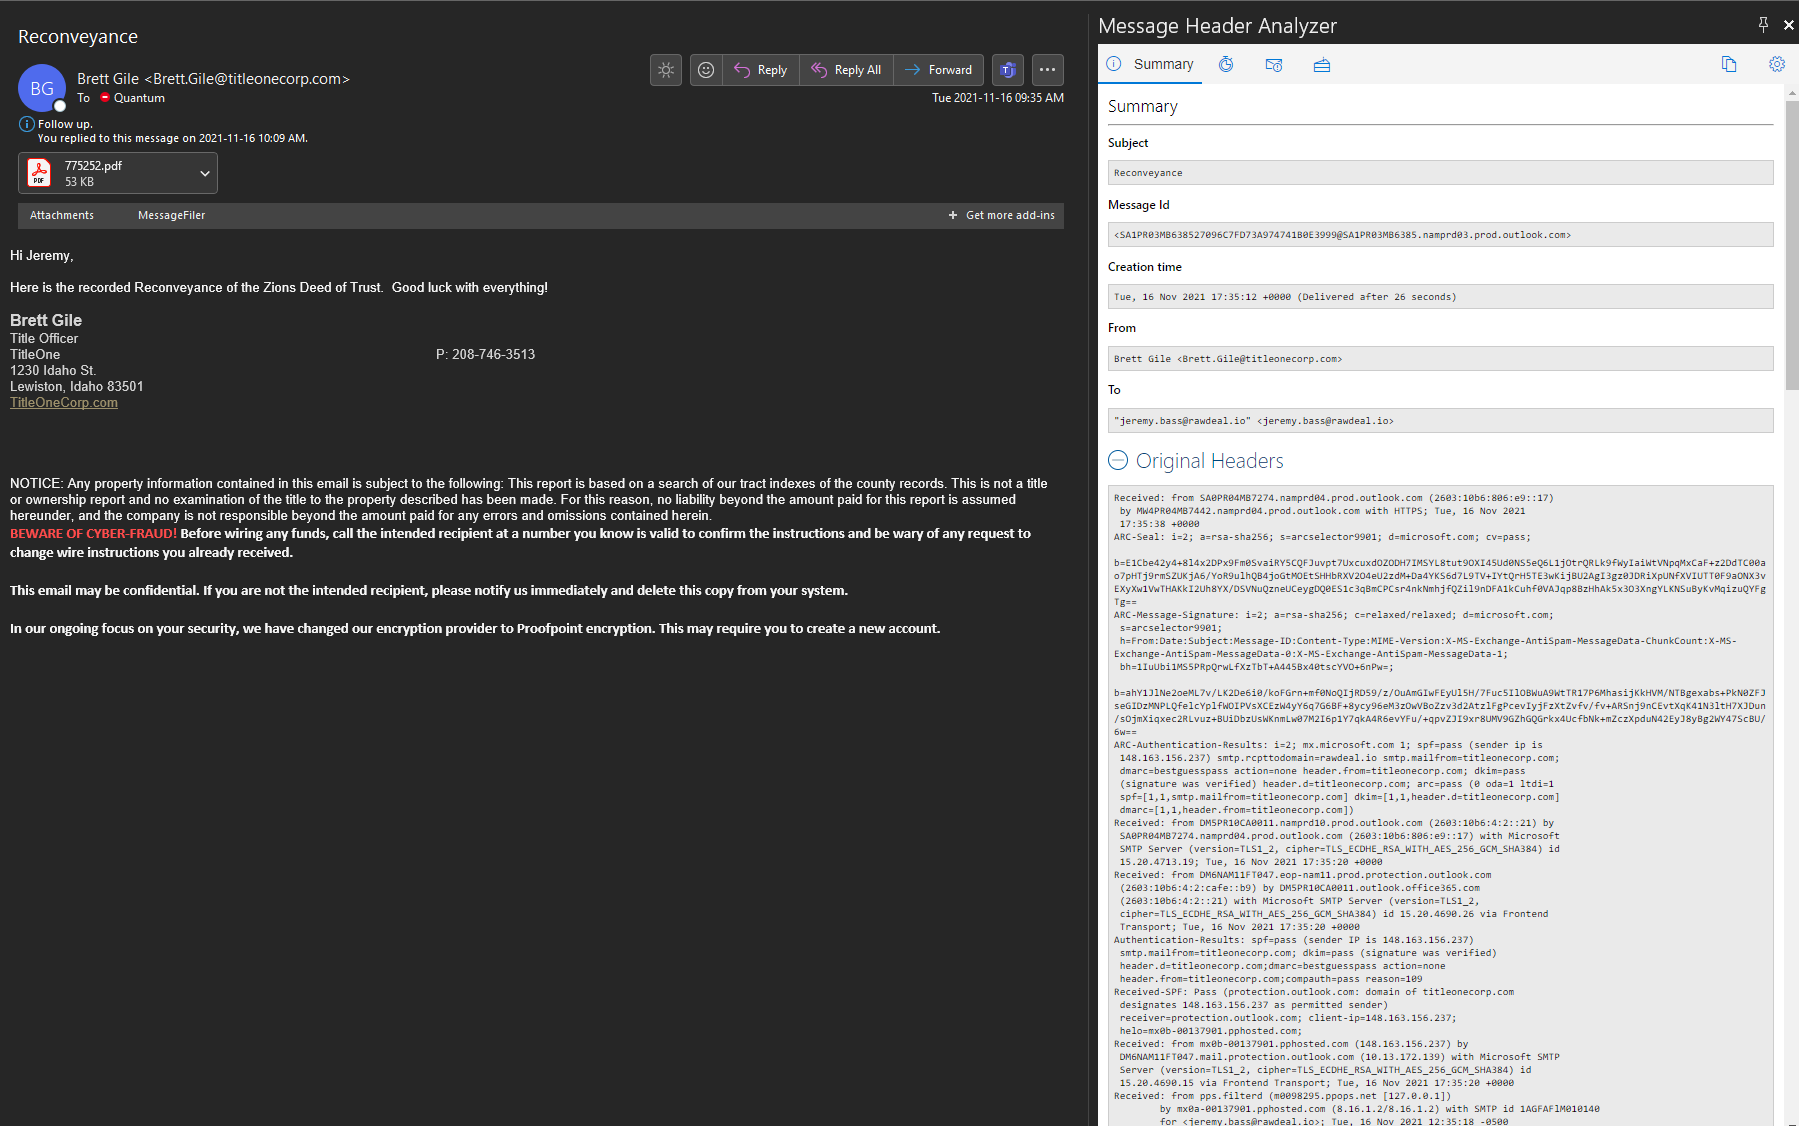 Reconveyance
BG
Brett Gile <Brett.Gile@titleonecorp.com>
To Quantum
Reply
Reply All
Forward
Tue 2021-11-16 09:35 AM
Follow up.
You replied to this message on 2021-11-16 10:09 AM.
775252.pdf
53 KB
Attachments MessageFiler + Get more add-ins
Hi Jeremy,
Here is the recorded Reconveyance of the Zions Deed of Trust. Good luck with everything!
Brett Gile
Title Officer
TitleOne P: 208-746-3513
1230 Idaho St.
Lewiston, Idaho 83501
TitleOneCorp.com
NOTICE: Any property information contained in this email is subject to the following: This report is based on a search of our tract indexes of the county records. This is not a title
or ownership report and no examination of the title to the property described has been made. For this reason, no liability beyond the amount paid for this report is assumed
hereunder, and the company is not responsible beyond the amount paid for any errors and omissions contained herein.
BEWARE OF CYBER-FRAUD! Before wiring any funds, call the intended recipient at a number you know is valid to confirm the instructions and be wary of any request to
change wire instructions you already received.
This email may be confidential. If you are not the intended recipient, please notify us immediately and delete this copy from your system.
In our ongoing focus on your security, we have changed our encryption provider to Proofpoint encryption. This may require you to create a new account.
Message Header Analyzer
Summary
Summary
Subject
Reconveyance
Message Id
<SA1PR03MB638527096C7FD73A974741B0E3999@SA1PR03MB6385.namprd03.prod.outlook.com>
Creation time
Tue, 16 Nov 2021 17:35:12 +0000 (Delivered after 26 seconds)
From
Brett Gile <Brett.Gile@titleonecorp.com>
To
"jeremy.bass@rawdeal.io" <jeremy.bass@rawdeal.io>
Original Headers
Received: from SA0PR04MB7274.namprd04.prod.outlook.com (2603:10b6:806:e9::17)
by MW4PR04MB7442.namprd04.prod.outlook.com with HTTPS; Tue, 16 Nov 2021
17:35:38 +0000
ARC-Seal: i=2; a=rsa-sha256; s=arcselector9901; d=microsoft.com; cv=pass;
Tg==
ARC-Message-Signature: i=2; a=rsa-sha256; c=relaxed/relaxed; d=microsoft.com;
s=arcselector9901;
h=From:Date:Subject:Message-ID:Content-Type:MIME-Version:X-MS-Exchange-AntiSpam-MessageData-ChunkCount:X-MS-
Exchange-AntiSpam-MessageData-0:X-MS-Exchange-AntiSpam-MessageData-1;
bh=1IuUbi1MS5PRpQrwLfXzTbT+A445Bx40tscYVO+6nPw=;
6w==
ARC-Authentication-Results: i=2; mx.microsoft.com 1; spf=pass (sender ip is
148.163.156.237) smtp.rcpttodomain=rawdeal.io smtp.mailfrom=titleonecorp.com;
dmarc=bestguesspass action=none header.from=titleonecorp.com; dkim=pass
(signature was verified) header.d=titleonecorp.com; arc=pass (0 oda=1 ltdi=1
spf=[1,1,smtp.mailfrom=titleonecorp.com] dkim=[1,1,header.d=titleonecorp.com]
dmarc=[1,1,header.from=titleonecorp.com])
Received: from DM5PR10CA0011.namprd10.prod.outlook.com (2603:10b6:4:2::21) by
SA0PR04MB7274.namprd04.prod.outlook.com (2603:10b6:806:e9::17) with Microsoft
SMTP Server (version=TLS1_2, cipher=TLS_ECDHE_RSA_WITH_AES_256_GCM_SHA384) id
15.20.4713.19; Tue, 16 Nov 2021 17:35:20 +0000
Received: from DM6NAM11FT047.eop-nam11.prod.protection.outlook.com
(2603:10b6:4:2:cafe::b9) by DM5PR10CA0011.outlook.office365.com
(2603:10b6:4:2::21) with Microsoft SMTP Server (version=TLS1_2,
cipher=TLS_ECDHE_RSA_WITH_AES_256_GCM_SHA384) id 15.20.4690.26 via Frontend
Transport; Tue, 16 Nov 2021 17:35:20 +0000
Authentication-Results: spf=pass (sender IP is 148.163.156.237)
smtp.mailfrom=titleonecorp.com; dkim=pass (signature was verified)
header.d=titleonecorp.com;dmarc=bestguesspass action=none
header.from=titleonecorp.com;compauth=pass reason=109
Received-SPF: Pass (protection.outlook.com: domain of titleonecorp.com
designates 148.163.156.237 as permitted sender)
receiver=protection.outlook.com; client-ip=148.163.156.237;
helo=mx0b-00137901.pphosted.com;
Received: from mx0b-00137901.pphosted.com (148.163.156.237) by
DM6NAM11FT047.mail.protection.outlook.com (10.13.172.139) with Microsoft SMTP
Server (version=TLS1_2, cipher=TLS_ECDHE_RSA_WITH_AES_256_GCM_SHA384) id
15.20.4690.15 via Frontend Transport; Tue, 16 Nov 2021 17:35:20 +0000
Received: from pps.filterd (m0098295.ppops.net [127.0.0.1])
by mx0a-00137901.pphosted.com (8.16.1.2/8.16.1.2) with SMTP id 1AGFAFlM010140
for <jeremy.bass@rawdeal.io>; Tue, 16 Nov 2021 12:35:18 -0500